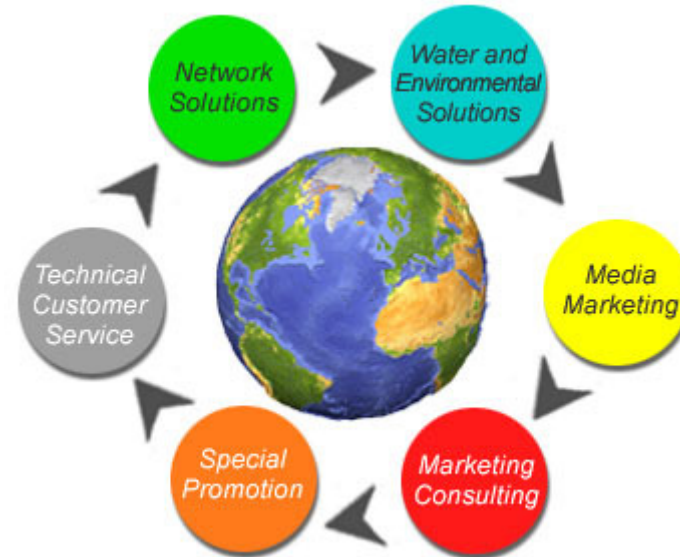 Network
Solutions
Water and
Environmental
Solutions
Media
Marketing
Marketing
Consulting
Special
Promotion
Technical
Customer
Service